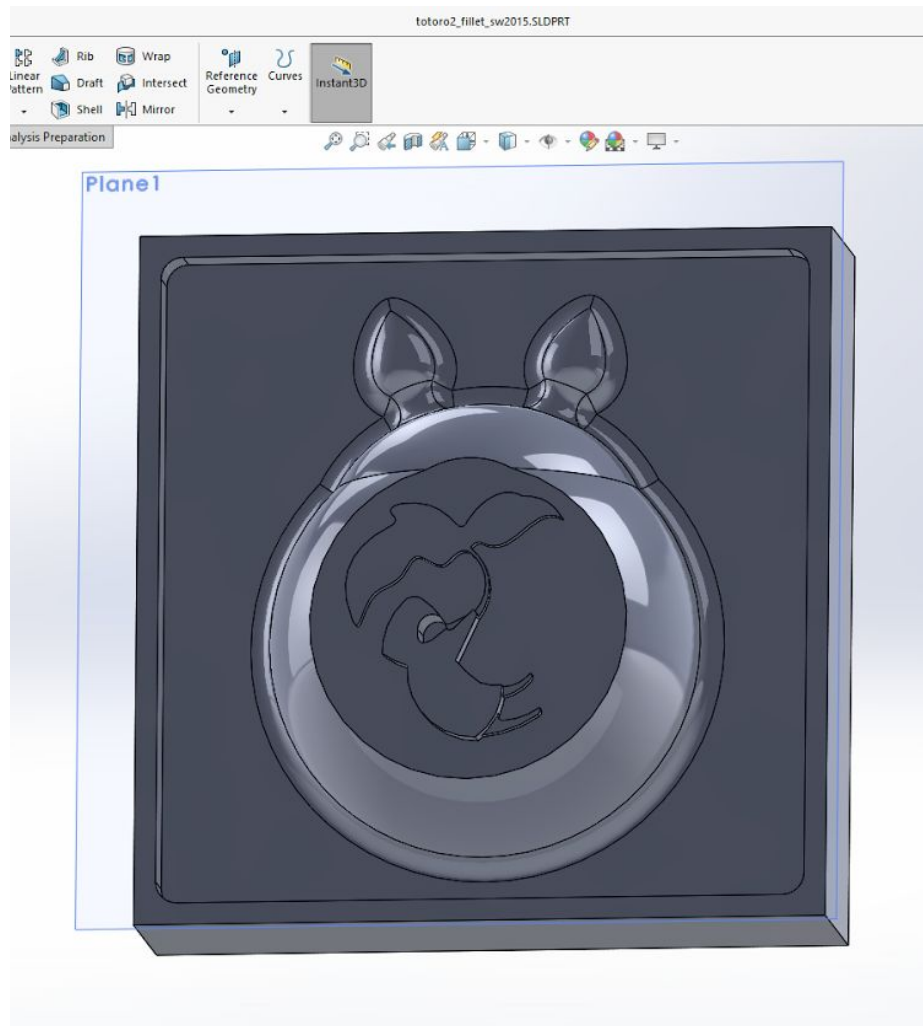 totoro2_fillet_sw2015.SLDPRT
Rib
Wrap
Linear
Pattern
Draft
Intersect
Reference
Geometry
Curves
Instant3D
Shell
Mirror
alysis Preparation
Plane1